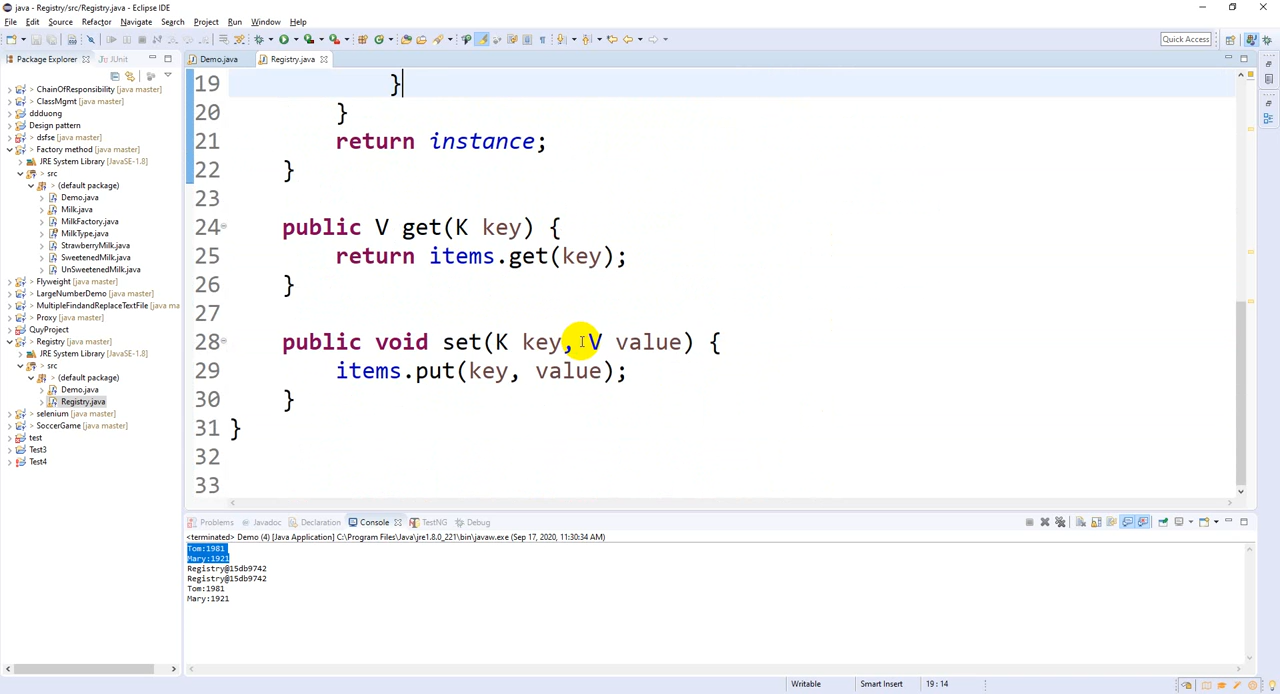 java - Registry/src/Registry.java - Eclipse IDE
File Edit Source Refactor Navigate Search Project Run Window Help
Quick Access
Package Explorer JUnit
Demo.java Registry.java
> ChainOfResponsibility (java master)
> ClassMgmt (java master)
ddduong
Design pattern
> dsfse [java master]
> Factory method [java master]
JRE System Library [JavaSE-1.8]
> src
> (default package)
Demo.java
Milk.java
MilkFactory.java
MilkType.java
StrawberryMilk.java
SweetenedMilk.java
UnSweetenedMilk.java
> Flyweight (java master)
> LargeNumberDemo (java master)
> MultipleFindandReplaceTextFile (java ma
> Proxy (java master)
QuyProject
> Registry (java master)
JRE System Library [JavaSE-1.8]
> src
> (default package)
Demo.java
Registry.java
> selenium (java master)
> SoccerGame (java master)
test
Test3
Test4
19 }
20 }
21 return instance;
22 }
23
24 public V get(K key) {
25 return items.get(key);
26 }
27
28 public void set(K key, V value) {
29 items.put(key, value);
30 }
31 }
32
33
Problems Javadoc Declaration Console TestNG Debug
<terminated> Demo (4) [Java Application] C:\Program Files\Java\jre1.8.0_221\bin\javaw.exe (Sep 17, 2020, 11:30:34 AM)
Tom:1981
Mary:1921
Registry@15db9742
Registry@15db9742
Tom:1981
Mary:1921
Writable Smart Insert 19 : 14